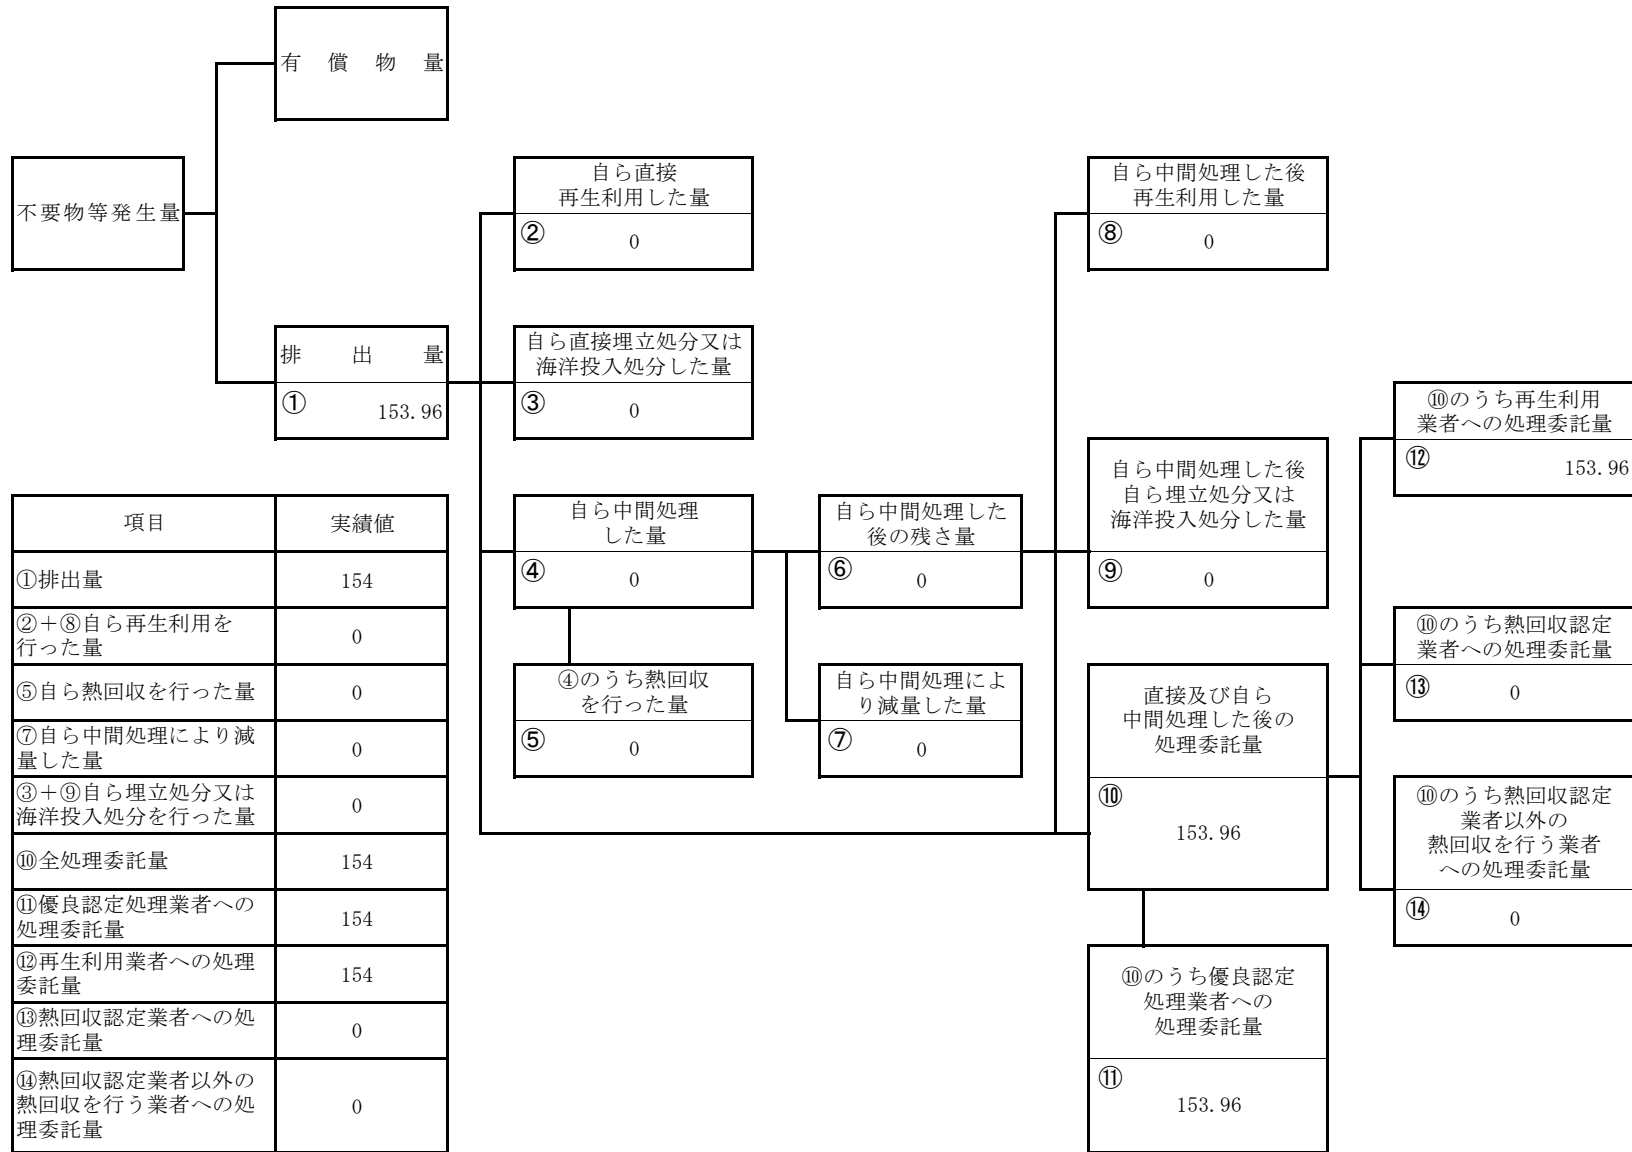 有償物量
不要物等発生量
自ら直接
再生利用した量
② 0
自ら中間処理した後
再生利用した量
⑧ 0
排出量
① 153.96
自ら直接埋立処分又は
海洋投入処分した量
③ 0
⑩のうち再生利用
業者への処理委託量
⑫ 153.96
自ら中間処理した後
自ら埋立処分又は
海洋投入処分した量
⑨ 0
自ら中間処理
した量
④ 0
自ら中間処理した
後の残さ量
⑥ 0
⑩のうち熱回収認定
業者への処理委託量
⑬ 0
④のうち熱回収
を行った量
⑤ 0
自ら中間処理によ
り減量した量
⑦ 0
直接及び自ら
中間処理した後の
処理委託量
⑩
153.96
⑩のうち熱回収認定
業者以外の
熱回収を行う業者
への処理委託量
⑭ 0
⑩のうち優良認定
処理業者への
処理委託量
⑪
153.96
項目 実績値
①排出量 154
②＋⑧自ら再生利用を
行った量 0
⑤自ら熱回収を行った量 0
⑦自ら中間処理により減
量した量 0
③＋⑨自ら埋立処分又は
海洋投入処分を行った量 0
⑩全処理委託量 154
⑪優良認定処理業者への
処理委託量 154
⑫再生利用業者への処理
委託量 154
⑬熱回収認定業者への処
理委託量 0
⑭熱回収認定業者以外の
熱回収を行う業者への処
理委託量 0